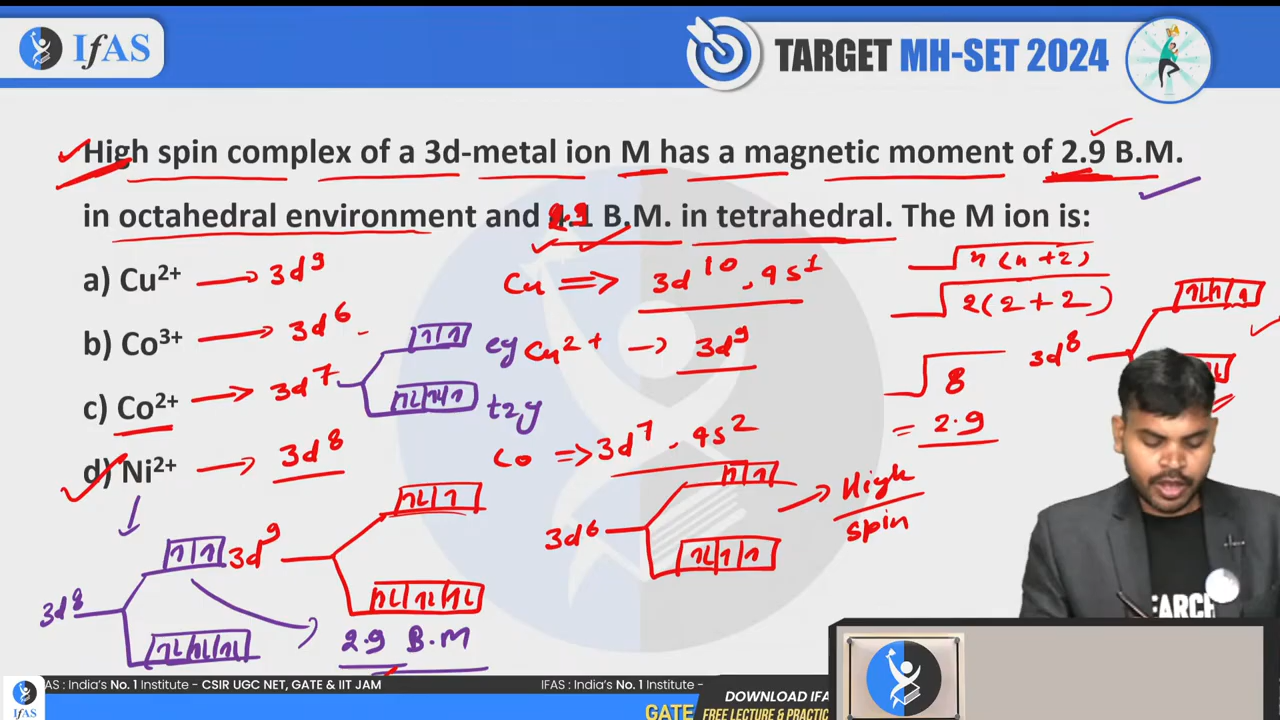 IfAS
TARGET MH-SET 2024
High spin complex of a 3d-metal ion M has a magnetic moment of 2.9 B.M.
in octahedral environment and 4.1 B.M. in tetrahedral. The M ion is:
a) Cu2+ → 3d9
Cu ⇒ 3d10, 4s1
√n(n+2)
√2(2+2)
b) Co3+ → 3d6
eg
Cu2+ → 3d9
3d8
√8
c) Co2+ → 3d7
t2g
= 2.9
d) Ni2+ → 3d8
Co ⇒ 3d7, 4s2
3d6
High
spin
3d9
3d8
2.9 B.M
EARCH
IFAS
IFAS : India's No. 1 Institute - CSIR UGC NET, GATE & IIT JAM
IFAS : India's No. 1 Institute -
DOWNLOAD IFA
GATE FREE LECTURE & PRACTIC